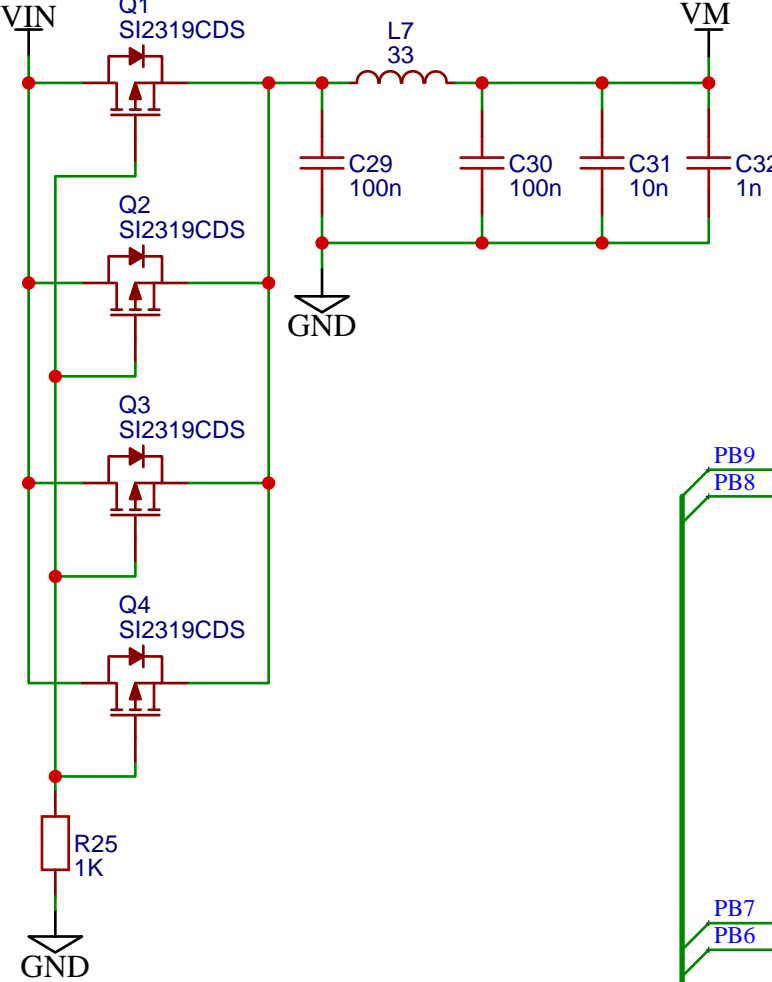 VIN
Q1
SI2319CDS
L7
33
VM
C29
100n
C30
100n
C31
10n
C32
1n
Q2
SI2319CDS
GND
Q3
SI2319CDS
PB9
PB8
Q4
SI2319CDS
R25
1K
PB7
PB6
GND